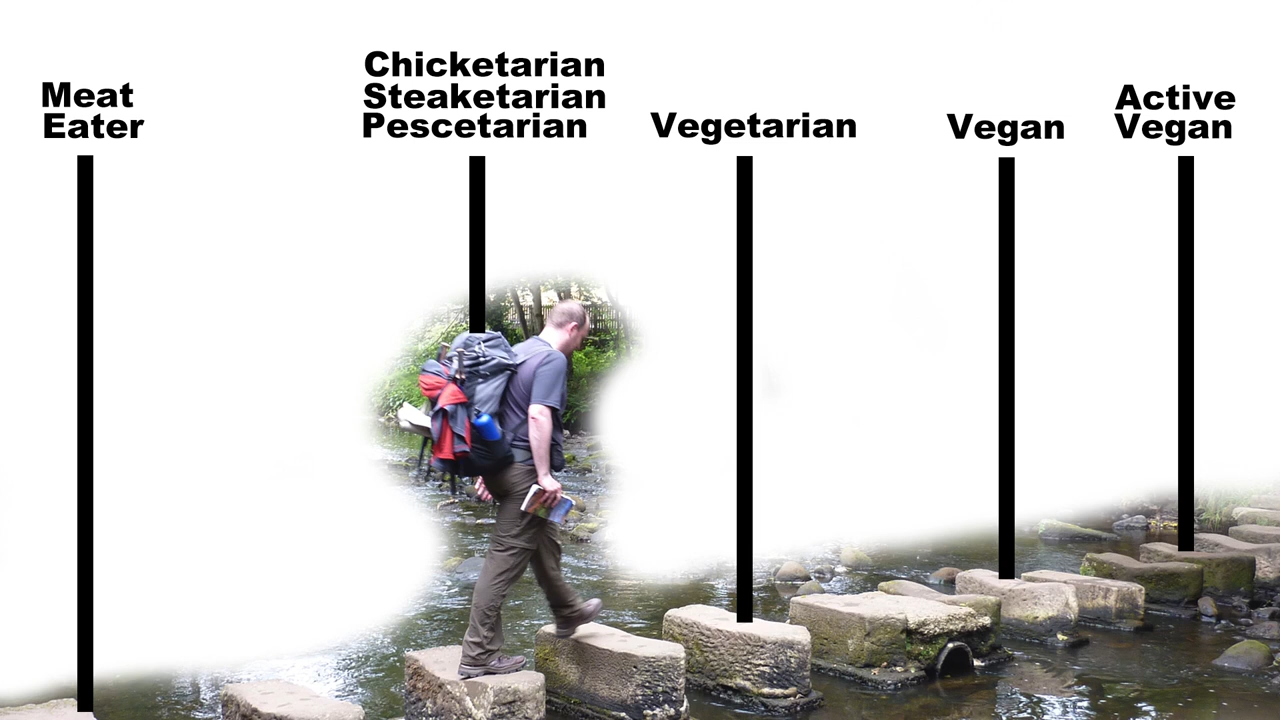 Meat
Eater
Chicketarian
Steaketarian
Pescetarian
Vegetarian
Vegan
Active
Vegan